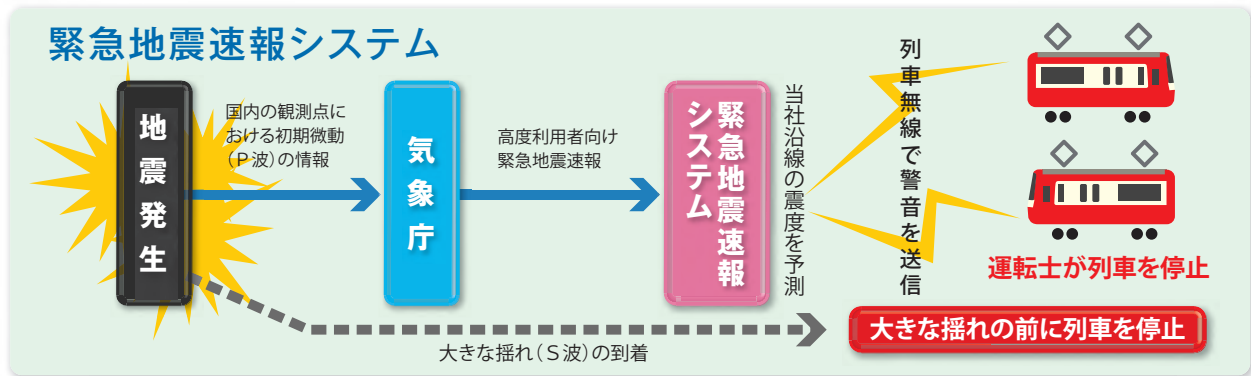 緊急地震速報システム
地震発生
国内の観測点に
おける初期微動
（Ｐ波）の情報
気象庁
高度利用者向け
緊急地震速報
緊急地震速報
システム
当社沿線の震度を予測
列車無線で警音を送信
運転士が列車を停止
大きな揺れの前に列車を停止
大きな揺れ（Ｓ波）の到着